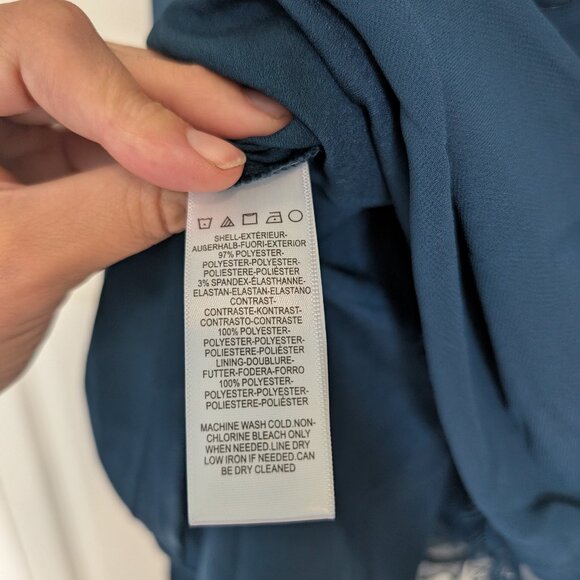 SHELL-EXTÉRIEUR-
AUßERHALB-FUORI-EXTERIOR
97% POLYESTER-
POLYESTER-POLYESTER-
POLIESTERE-POLIÉSTER
3% SPANDEX-ÉLASTHANNE-
ELASTAN-ELASTAN-ELASTANO
CONTRAST-
CONTRASTE-KONTRAST-
CONTRASTO-CONTRASTE
100% POLYESTER-
POLYESTER-POLYESTER-
POLIESTERE-POLIÉSTER
LINING-DOUBLURE-
FUTTER-FODERA-FORRO
100% POLYESTER-
POLYESTER-POLYESTER-
POLIESTERE-POLIÉSTER
MACHINE WASH COLD.NON-
CHLORINE BLEACH ONLY
WHEN NEEDED.LINE DRY
LOW IRON IF NEEDED.CAN
BE DRY CLEANED